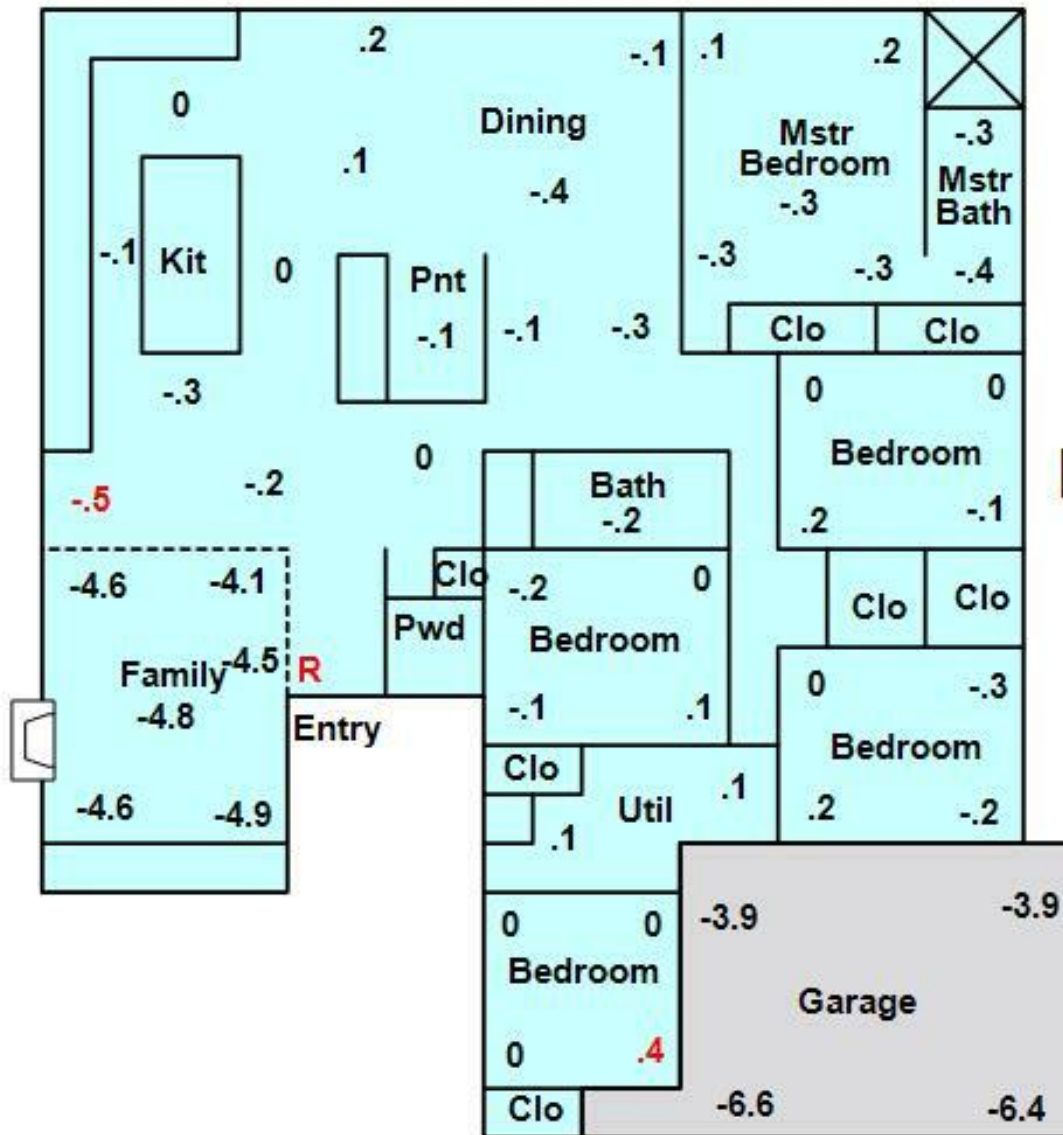 .2
-.1
.1
.2
0
Dining
Mstr
Bedroom
-.3
-.3
Mstr
Bath
.1
-.4
-.1
Kit
0
Pnt
-.1
-.1
-.3
-.3
-.3
-.4
Clo
Clo
-.3
0
0
Bedroom
.2
-.1
0
-.5
-.2
Bath
-.2
-4.6
-4.1
Clo
-.2
0
Bedroom
-.1
.1
Clo
Clo
Pwd
Family
-4.5
R
-4.8
Entry
0
-.3
Bedroom
.2
-.2
Clo
Util
.1
.1
-4.6
-4.9
0
0
Bedroom
0
.4
Clo
-3.9
-3.9
Garage
-6.6
-6.4